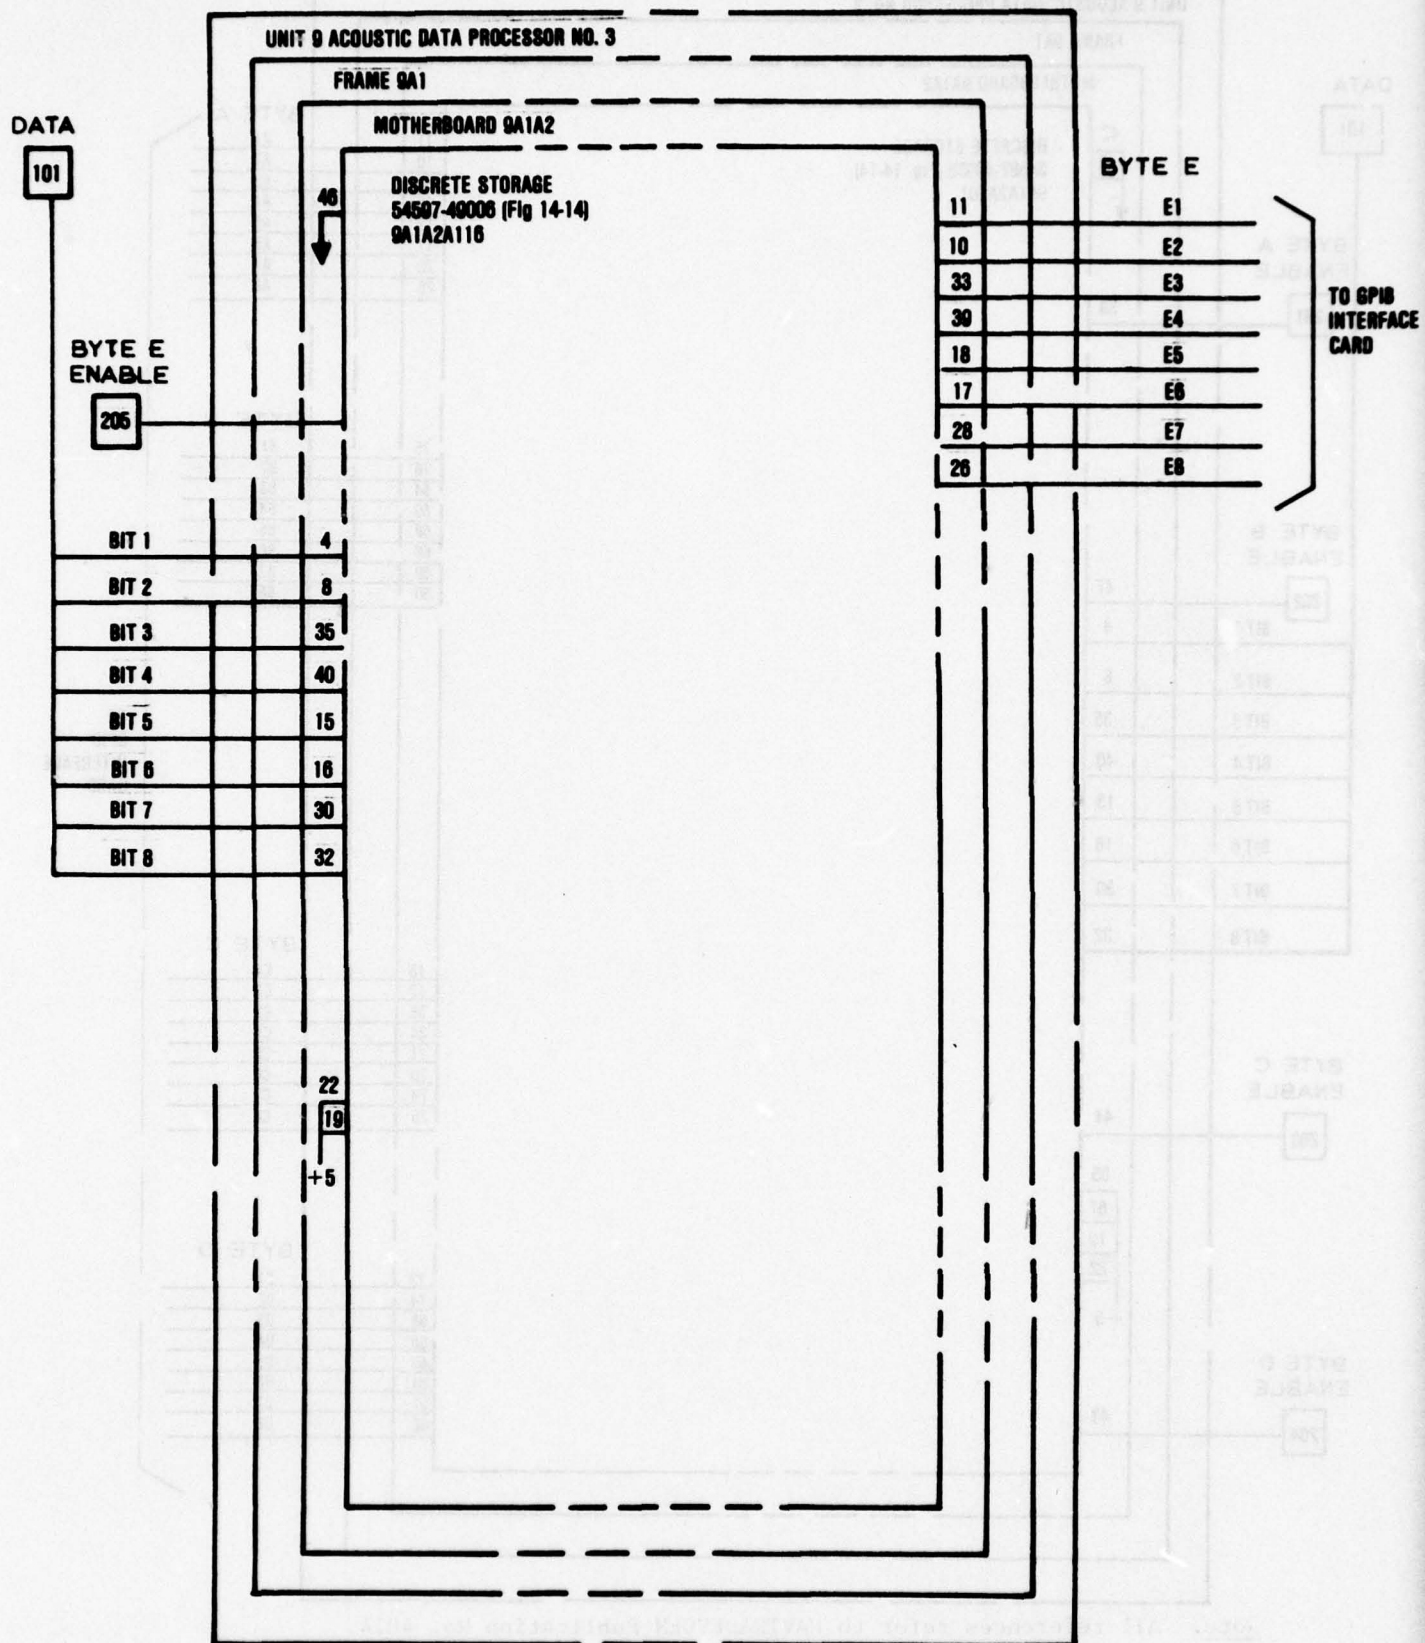 UNIT 9 ACOUSTIC DATA PROCESSOR NO. 3
FRAME 9A1
MOTHERBOARD 9A1A2
DISCRETE STORAGE
54597-49006 (Fig 14-14)
9A1A2A116
46
DATA
101
BYTE E
ENABLE
205
BIT 1 4
BIT 2 8
BIT 3 35
BIT 4 40
BIT 5 15
BIT 6 16
BIT 7 30
BIT 8 32
22
19
+5
BYTE E
11 E1
10 E2
33 E3
39 E4
18 E5
17 E6
28 E7
26 E8
TO GPIB
INTERFACE
CARD